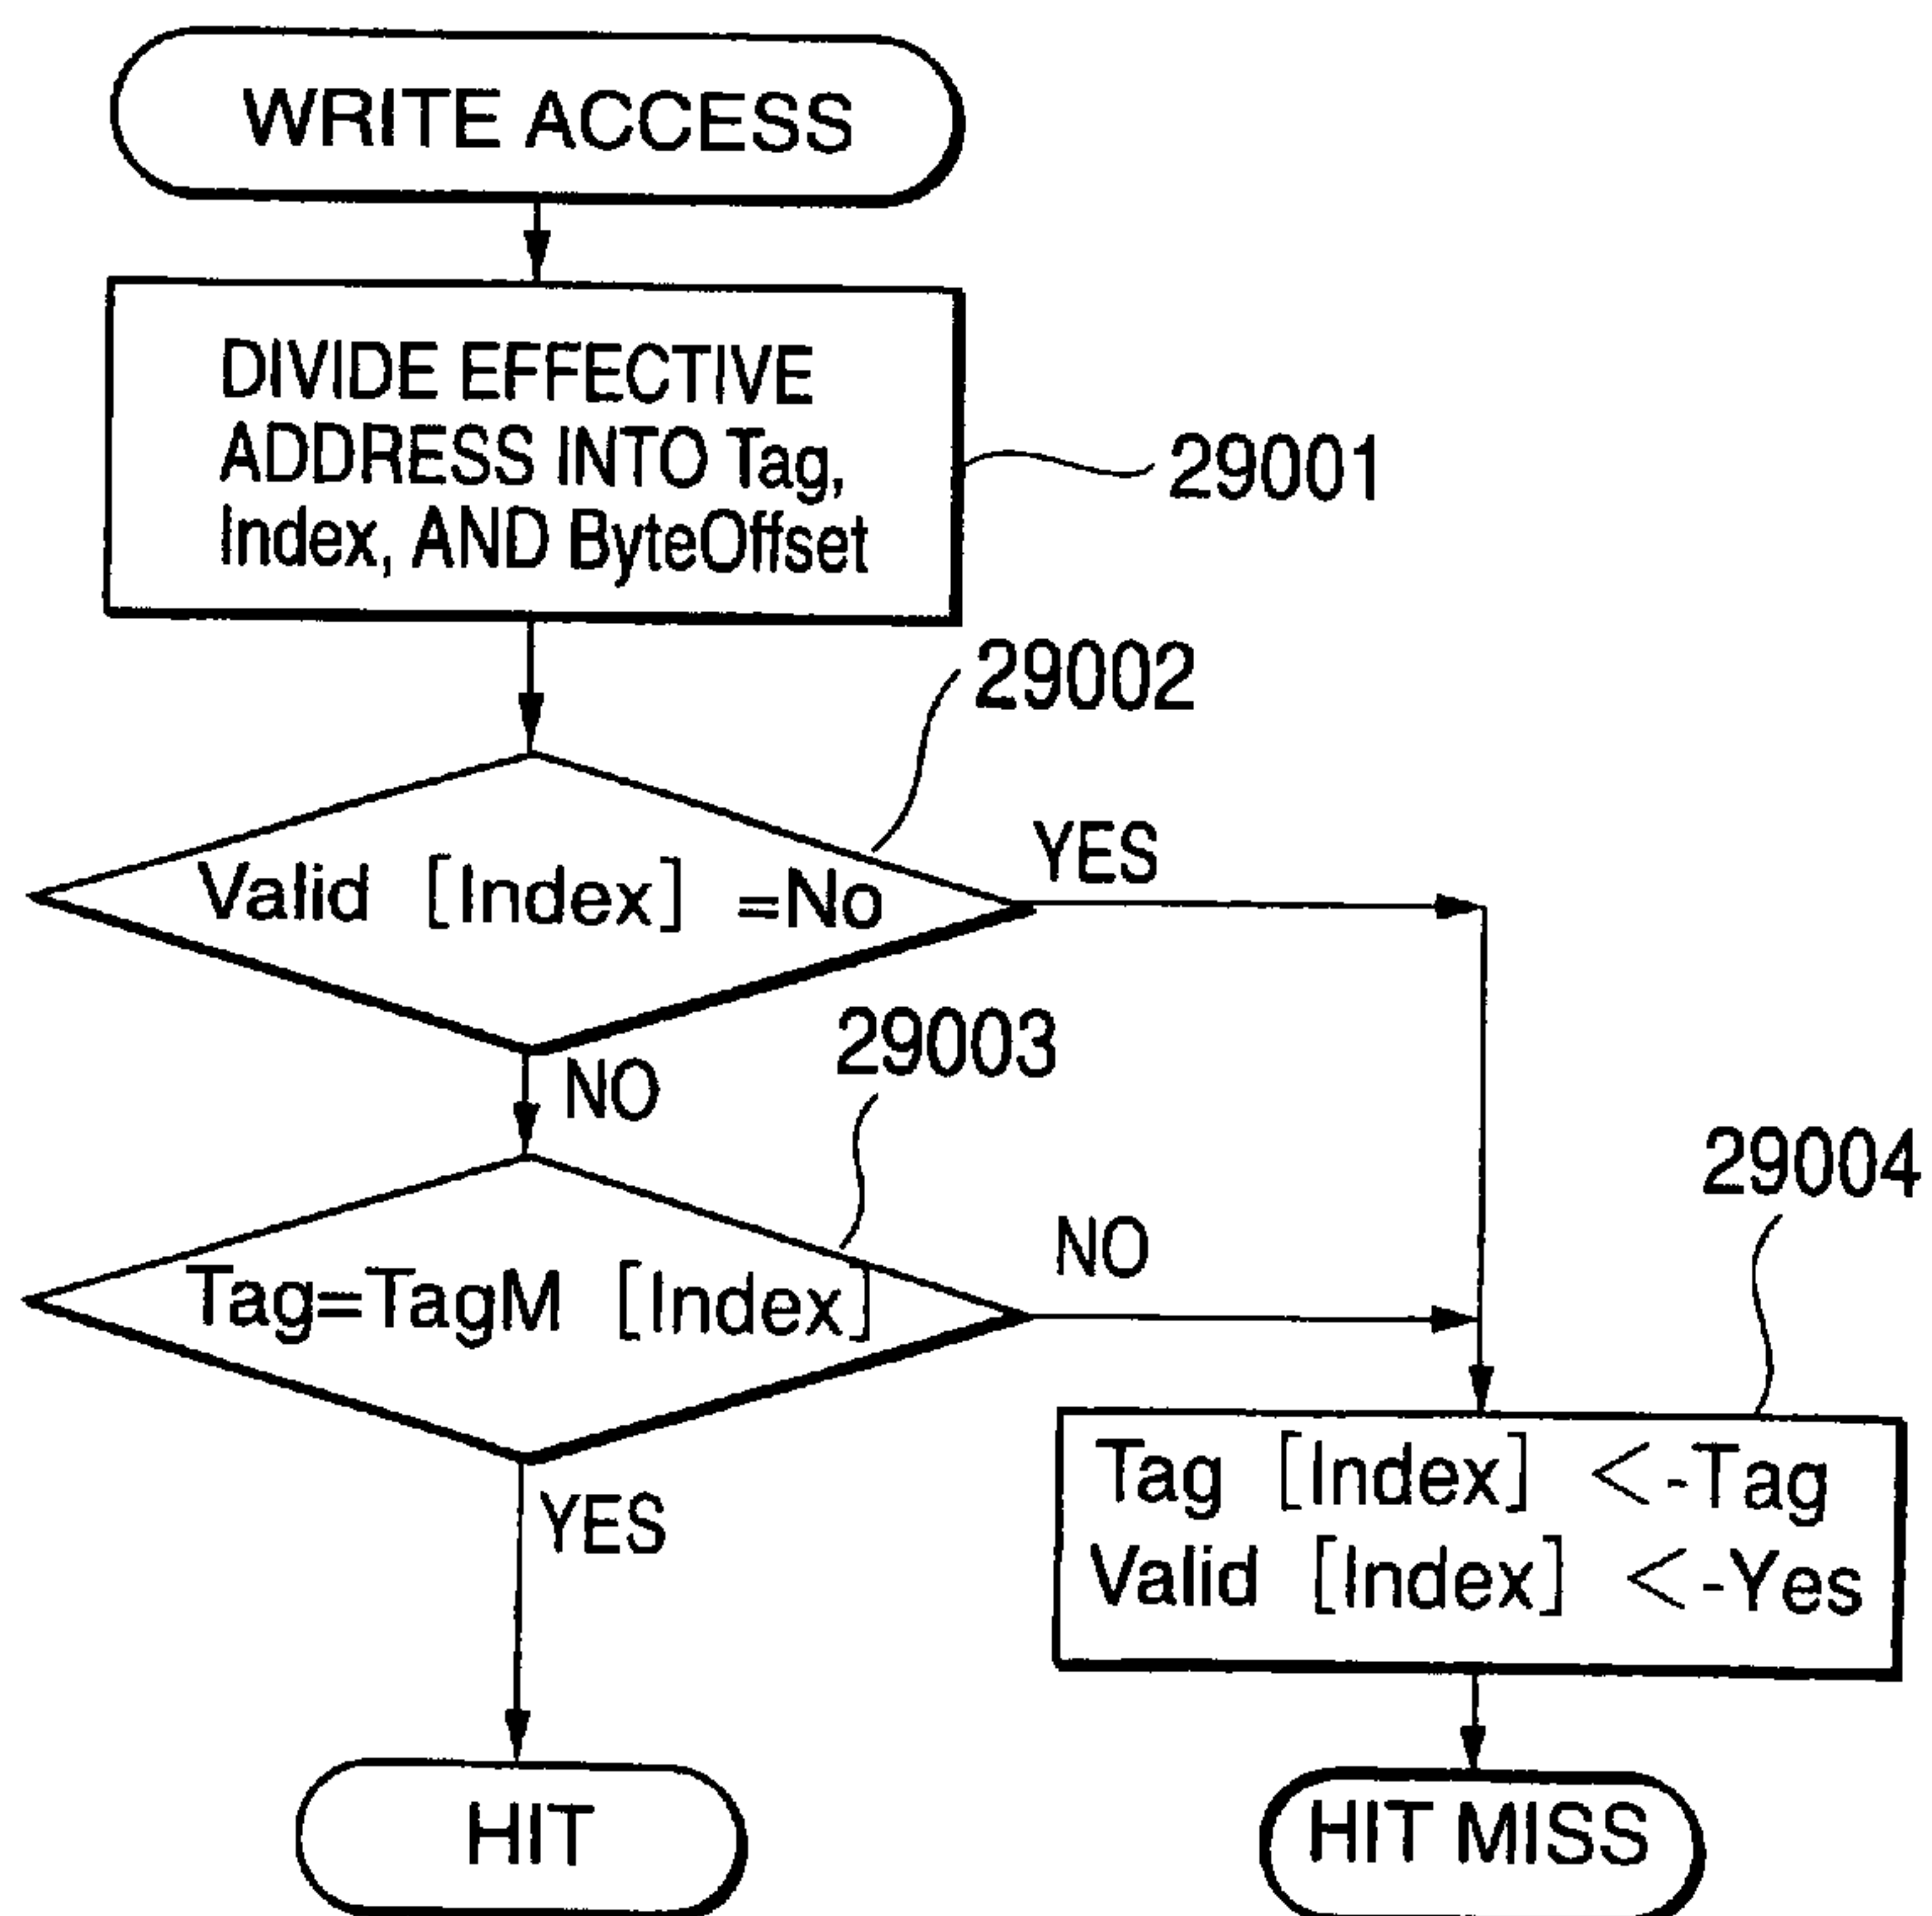 WRITE ACCESS
DIVIDE EFFECTIVE
ADDRESS INTO Tag,
Index, AND ByteOffset
29001
29002
Valid [Index] =No
YES
NO
29003
Tag=TagM [Index]
NO
29004
YES
Tag [Index] <-Tag
Valid [Index] <-Yes
HIT
HIT MISS